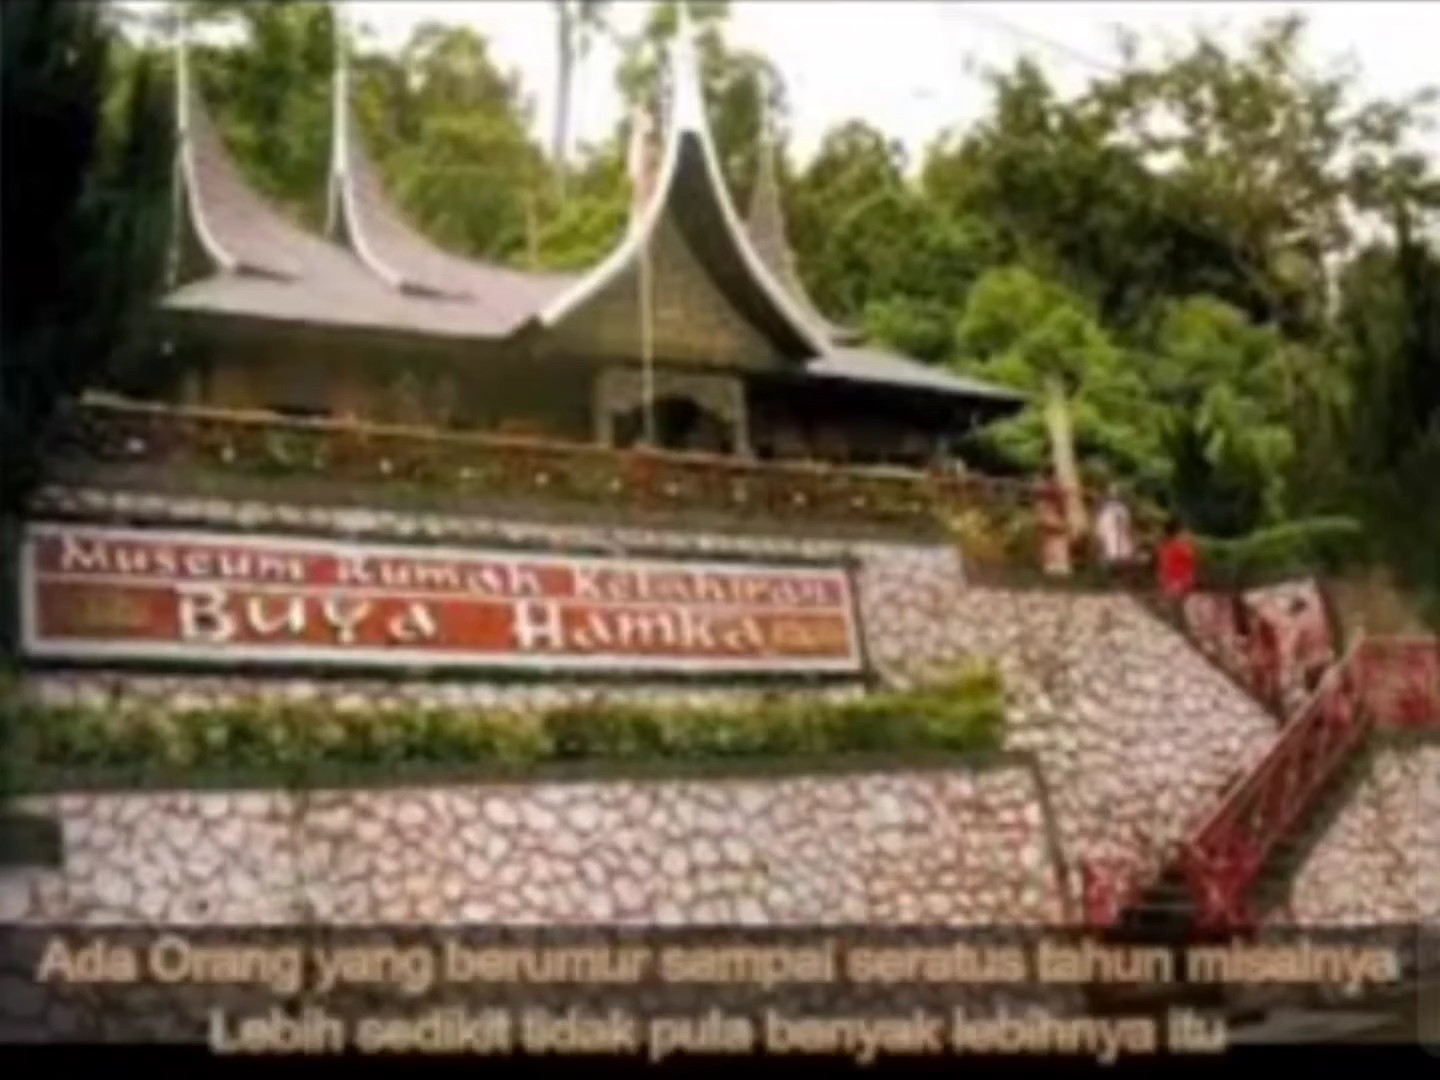 Museum Rumah Kelahiran
Buya Hamka
Ada Orang yang berumur sampai seratus tahun misalnya
Lebih sedikit tidak pula banyak lebihnya itu